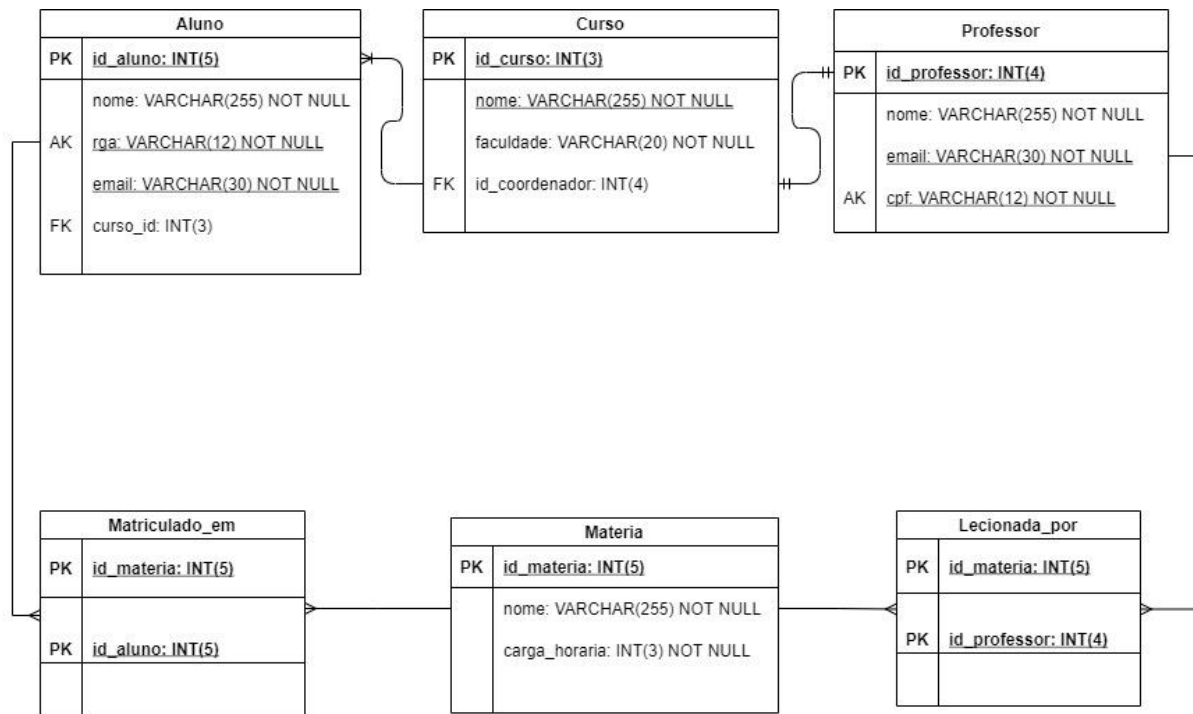 Aluno
PK id_aluno: INT(5)
nome: VARCHAR(255) NOT NULL
AK rga: VARCHAR(12) NOT NULL
email: VARCHAR(30) NOT NULL
FK curso_id: INT(3)
Curso
PK id_curso: INT(3)
nome: VARCHAR(255) NOT NULL
faculdade: VARCHAR(20) NOT NULL
FK id_coordenador: INT(4)
Professor
PK id_professor: INT(4)
nome: VARCHAR(255) NOT NULL
email: VARCHAR(30) NOT NULL
AK cpf: VARCHAR(12) NOT NULL
Matriculado_em
PK id_materia: INT(5)
PK id_aluno: INT(5)
Materia
PK id_materia: INT(5)
nome: VARCHAR(255) NOT NULL
carga_horaria: INT(3) NOT NULL
Lecionada_por
PK id_materia: INT(5)
PK id_professor: INT(4)